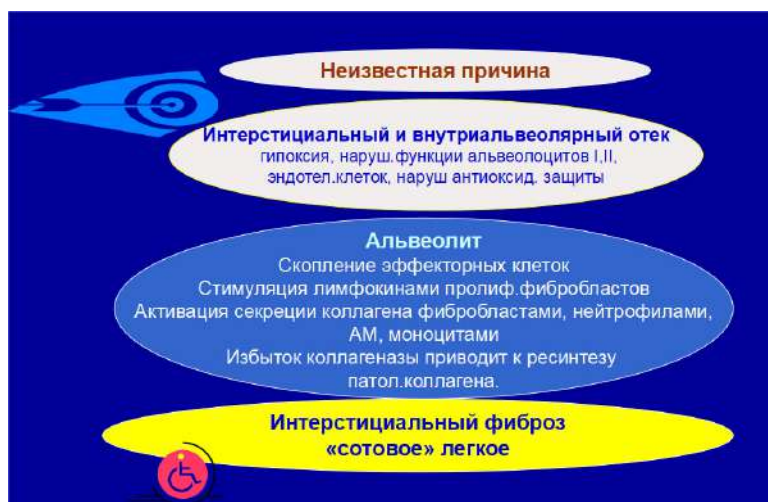 Неизвестная причина
Интерстициальный и внутриальвеолярный отек
гипоксия, наруш.функции альвеолоцитов I,II,
эндотел.клеток, наруш антиоксид. защиты
Альвеолит
Скопление эффекторных клеток
Стимуляция лимфокинами пролиф.фибробластов
Активация секреции коллагена фибробластами, нейтрофилами,
АМ, моноцитами
Избыток коллагеназы приводит к ресинтезу
патол.коллагена.
Интерстициальный фиброз
«сотовое» легкое